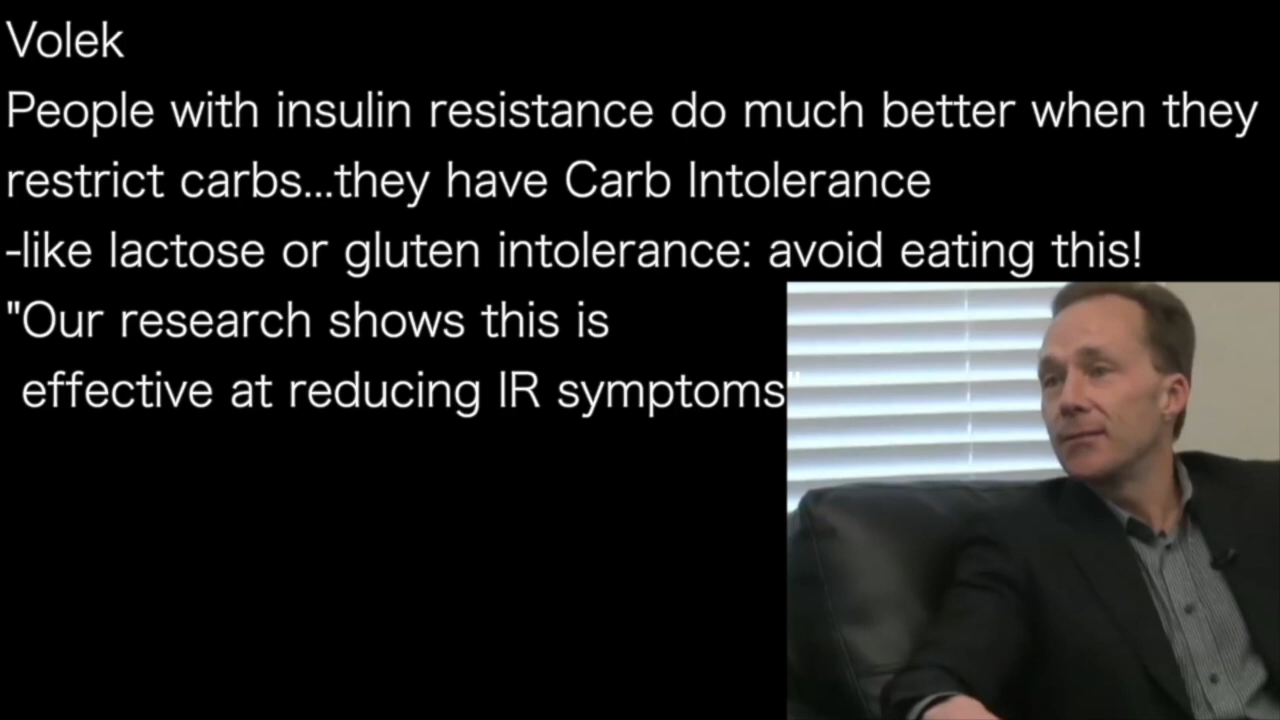 Volek
People with insulin resistance do much better when they
restrict carbs...they have Carb Intolerance
-like lactose or gluten intolerance: avoid eating this!
"Our research shows this is
effective at reducing IR symptoms"